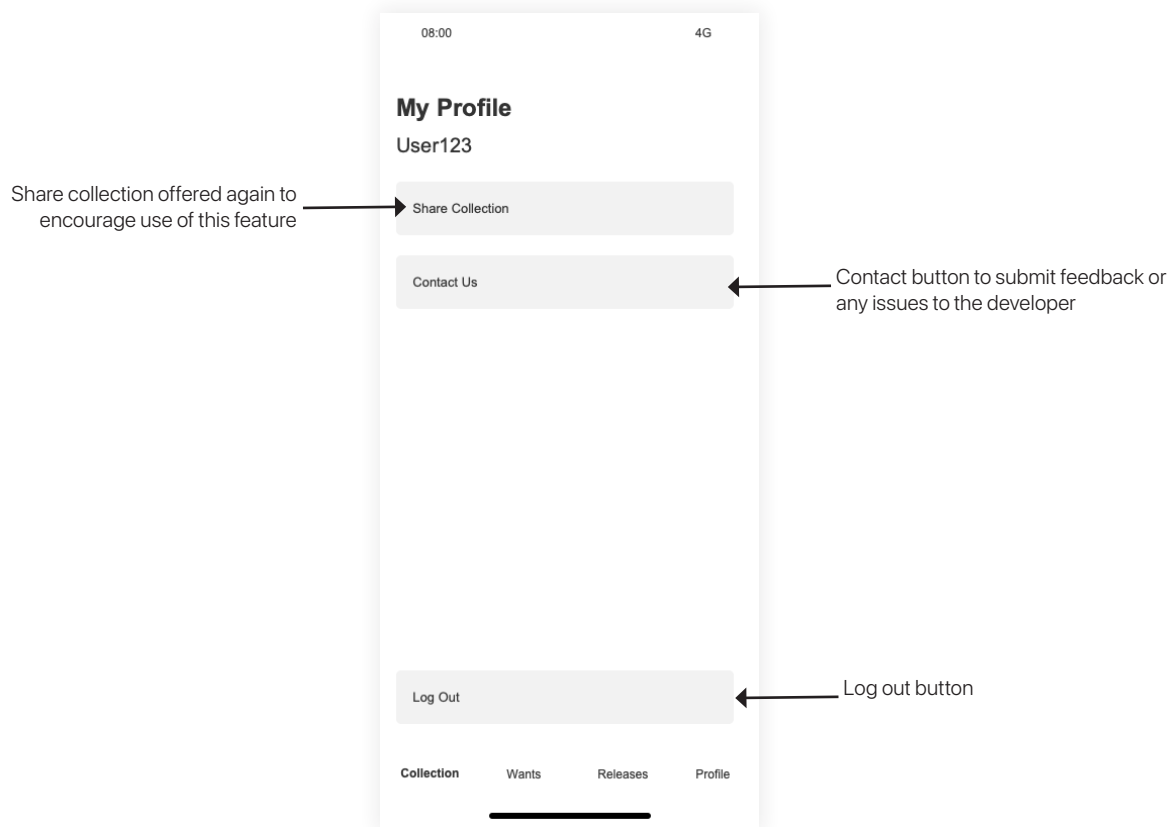 08:00 4G
My Profile
User123
Share collection offered again to
encourage use of this feature
Share Collection
Contact Us
Contact button to submit feedback or
any issues to the developer
Log Out
Log out button
Collection Wants Releases Profile